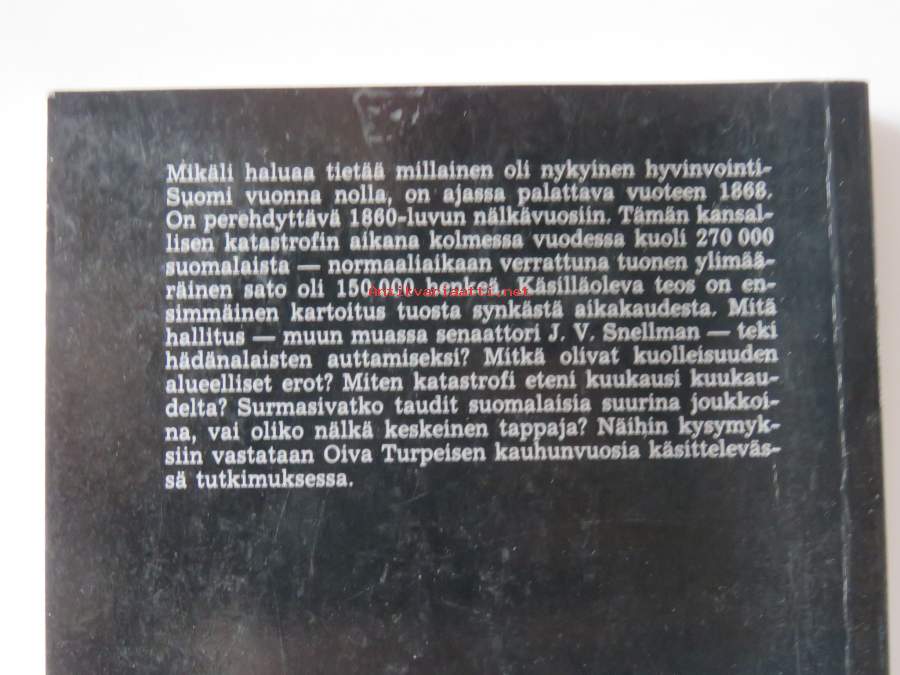 Mikäli haluaa tietää millainen oli nykyinen hyvinvointi-
Suomi vuonna nolla, on ajassa palattava vuoteen 1868.
On perehdyttävä 1860-luvun nälkävuosiin. Tämän kansal-
lisen katastrofin aikana kolmessa vuodessa kuoli 270 000
suomalaista — normaaliaikaan verrattuna tuonen ylimää-
räinen sato oli 150 000 henkeä. Käsilläoleva teos on en-
Antikvariaatti.net
simmäinen kartoitus tuosta synkästä aikakaudesta. Mitä
hallitus — muun muassa senaattori J. V. Snellman — teki
hädänalaisten auttamiseksi? Mitkä olivat kuolleisuuden
alueelliset erot? Miten katastrofi eteni kuukausi kuukau-
delta? Surmasivatko taudit suomalaisia suurina joukkoi-
na, vai oliko nälkä keskeinen tappaja? Näihin kysymyk-
siin vastataan Oiva Turpeisen kauhunvuosia käsitteleväs-
sä tutkimuksessa.